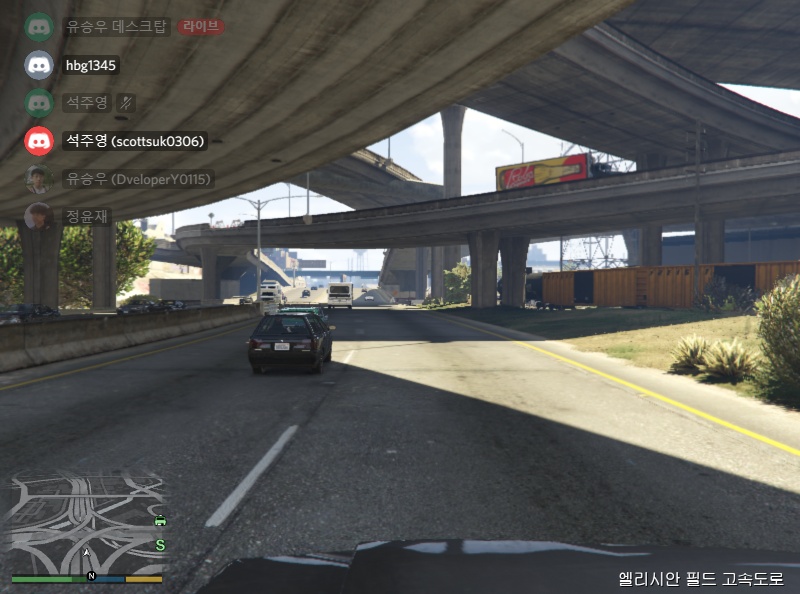 유승우 데스크탑 라이브
hbg1345
석주영
석주영 (scottsuk0306)
유승우 (DveloperY0115)
정윤재
N
S
엘리시안 필드 고속도로